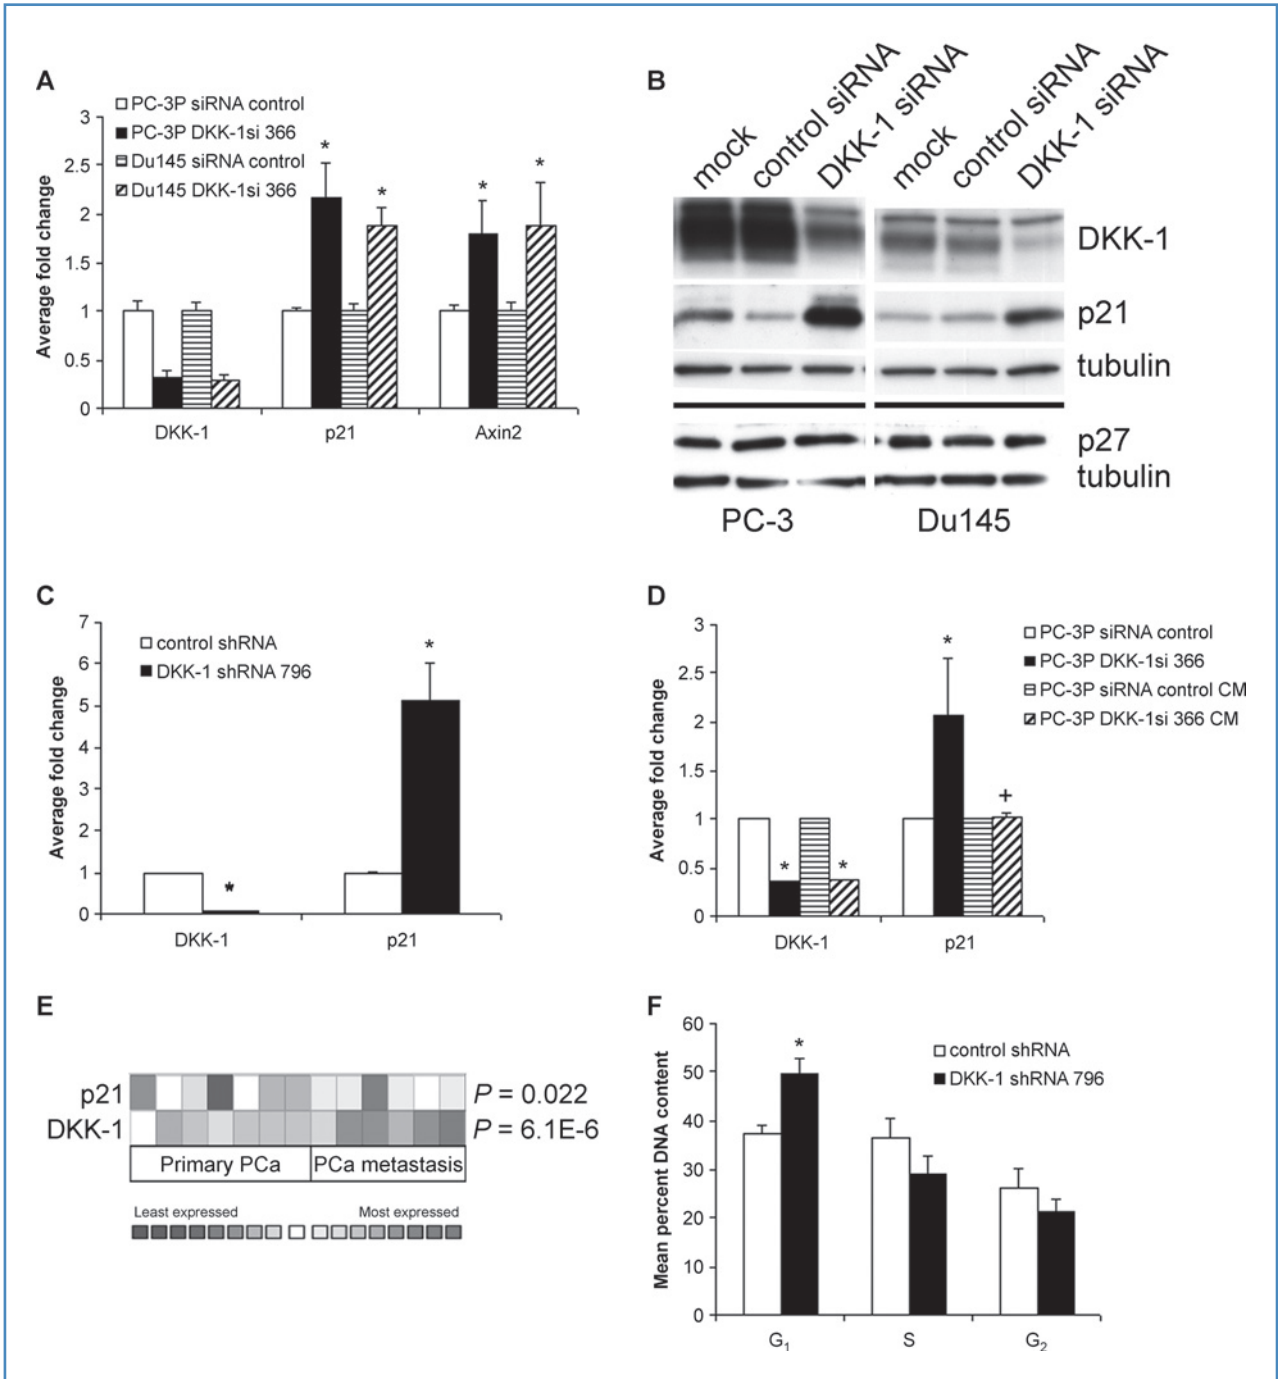 A
PC-3P siRNA control
PC-3P DKK-1si 366
Du145 siRNA control
Du145 DKK-1si 366
Average fold change
3
2.5
2
1.5
1
0.5
0
*
*
*
*
DKK-1
p21
Axin2
B
mock
control siRNA
DKK-1 siRNA
mock
control siRNA
DKK-1 siRNA
DKK-1
p21
tubulin
p27
tubulin
PC-3
Du145
C
control shRNA
DKK-1 shRNA 796
Average fold change
7
6
5
4
3
2
1
0
*
*
DKK-1
p21
D
PC-3P siRNA control
PC-3P DKK-1si 366
PC-3P siRNA control CM
PC-3P DKK-1si 366 CM
Average fold change
3
2.5
2
1.5
1
0.5
0
*
*
*
+
DKK-1
p21
E
p21
P = 0.022
DKK-1
P = 6.1E-6
Primary PCa
PCa metastasis
Least expressed
Most expressed
F
control shRNA
DKK-1 shRNA 796
Mean percent DNA content
60
50
40
30
20
10
0
*
G1
S
G2